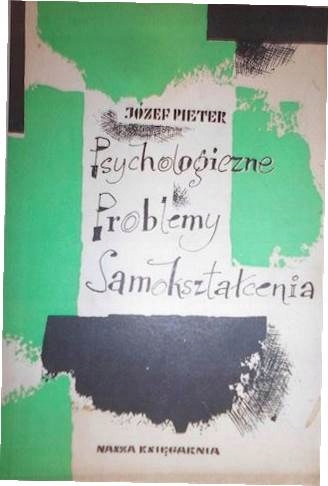 JÓZEF PIETER
Psychologiczne
Problemy
Samokształcenia
NASZA KSIĘGARNIA